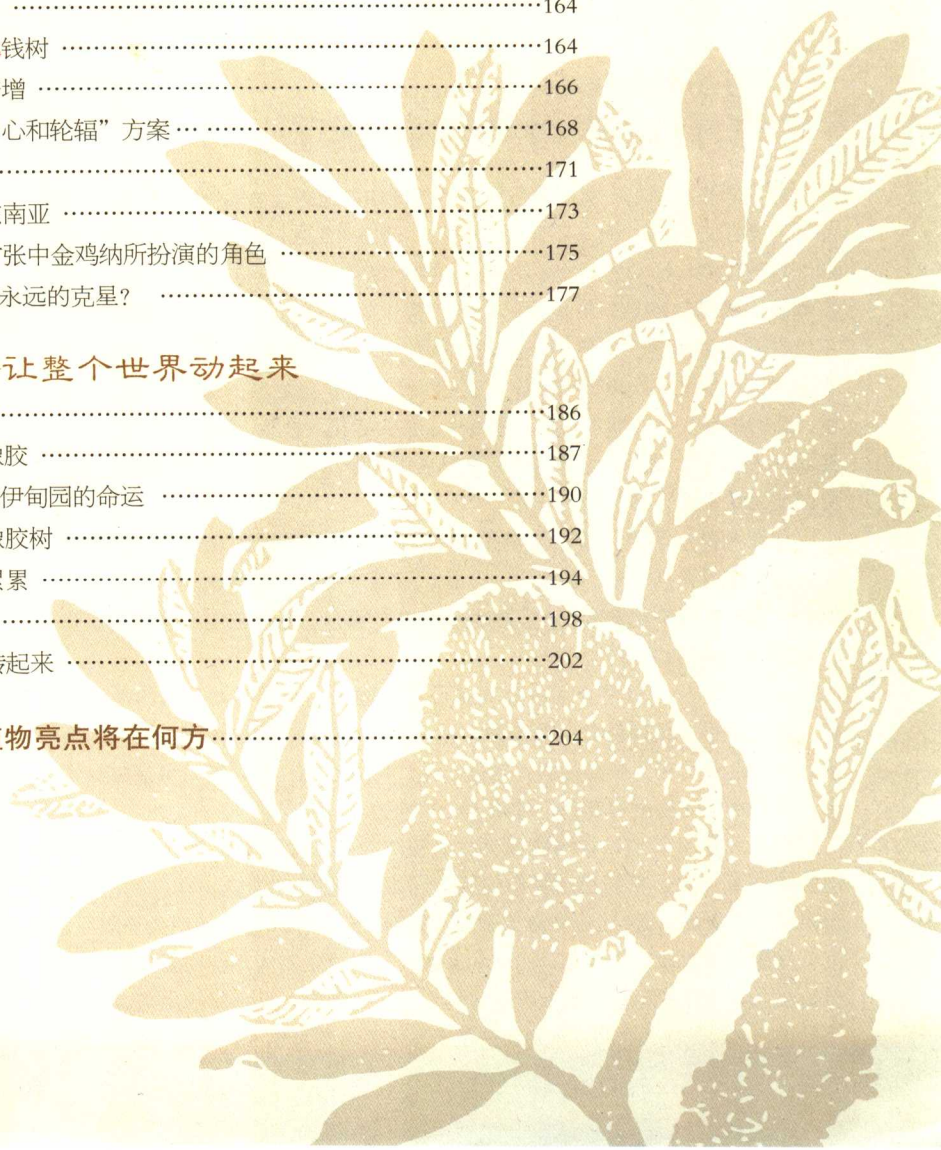 ……164
钱树 ……164
增 ……166
心和轮辐”方案 ……168
……171
南亚 ……173
张中金鸡纳所扮演的角色 ……175
永远的克星? ……177
让整个世界动起来
……186
胶 ……187
伊甸园的命运 ……190
胶树 ……192
累 ……194
……198
起来 ……202
物亮点将在何方……204